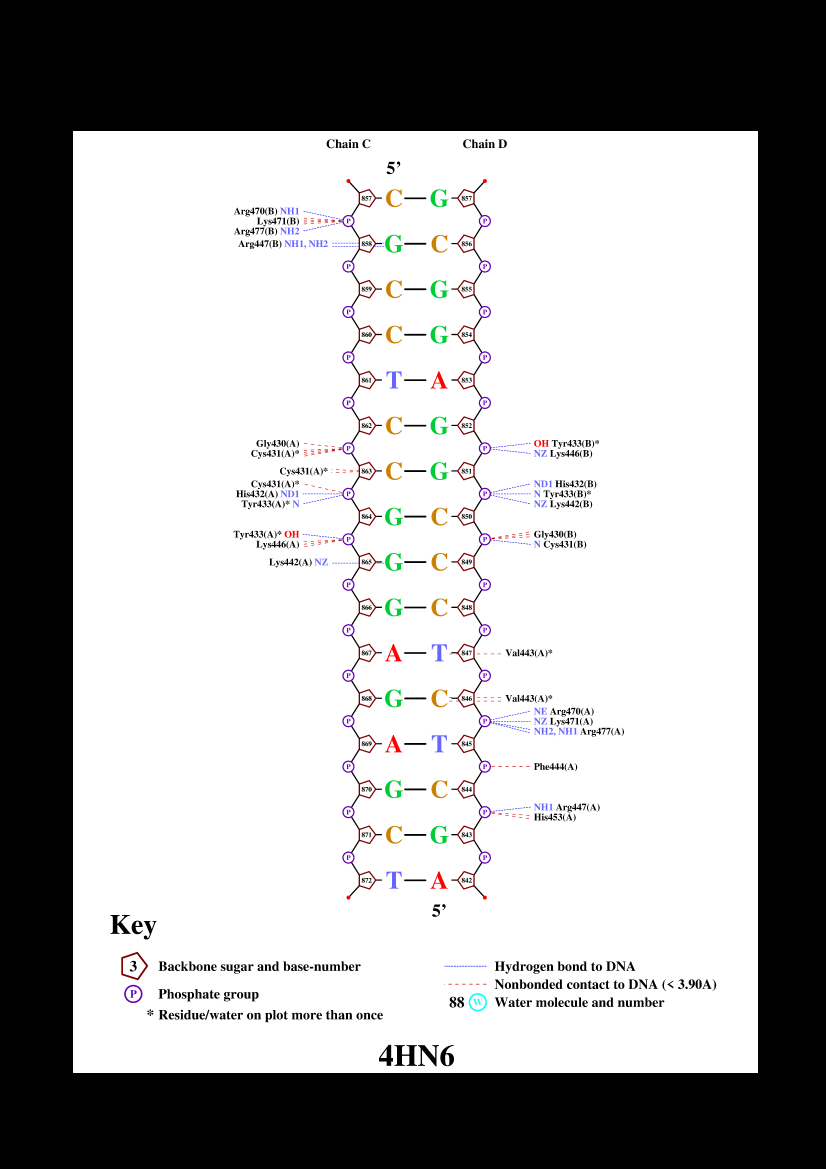 Chain C Chain D
5’
857 C G 857
Arg470(B) NH1
P P
Lys471(B)
Arg477(B) NH2
Arg447(B) NH1, NH2 858 G C 856
P P
859 C G 855
P P
860 C G 854
P P
861 T A 853
P P
862 C G 852
Gly430(A) OH Tyr433(B)*
P P
Cys431(A)* NZ Lys446(B)
Cys431(A)* 863 C G 851
Cys431(A)* ND1 His432(B)
His432(A) ND1 P P N Tyr433(B)*
Tyr433(A)* N NZ Lys442(B)
864 G C 850
Tyr433(A)* OH Gly430(B)
P P
Lys446(A) N Cys431(B)
Lys442(A) NZ 865 G C 849
P P
866 G C 848
P P
867 A T 847 Val443(A)*
P P
868 G C 846 Val443(A)*
NE Arg470(A)
P P NZ Lys471(A)
NH2, NH1 Arg477(A)
869 A T 845
P P Phe444(A)
870 G C 844
NH1 Arg447(A)
P P
His453(A)
871 C G 843
P P
872 T A 842
5’
Key
3 Backbone sugar and base-number
P Phosphate group
* Residue/water on plot more than once
Hydrogen bond to DNA
Nonbonded contact to DNA (< 3.90A)
88 W Water molecule and number
4HN6